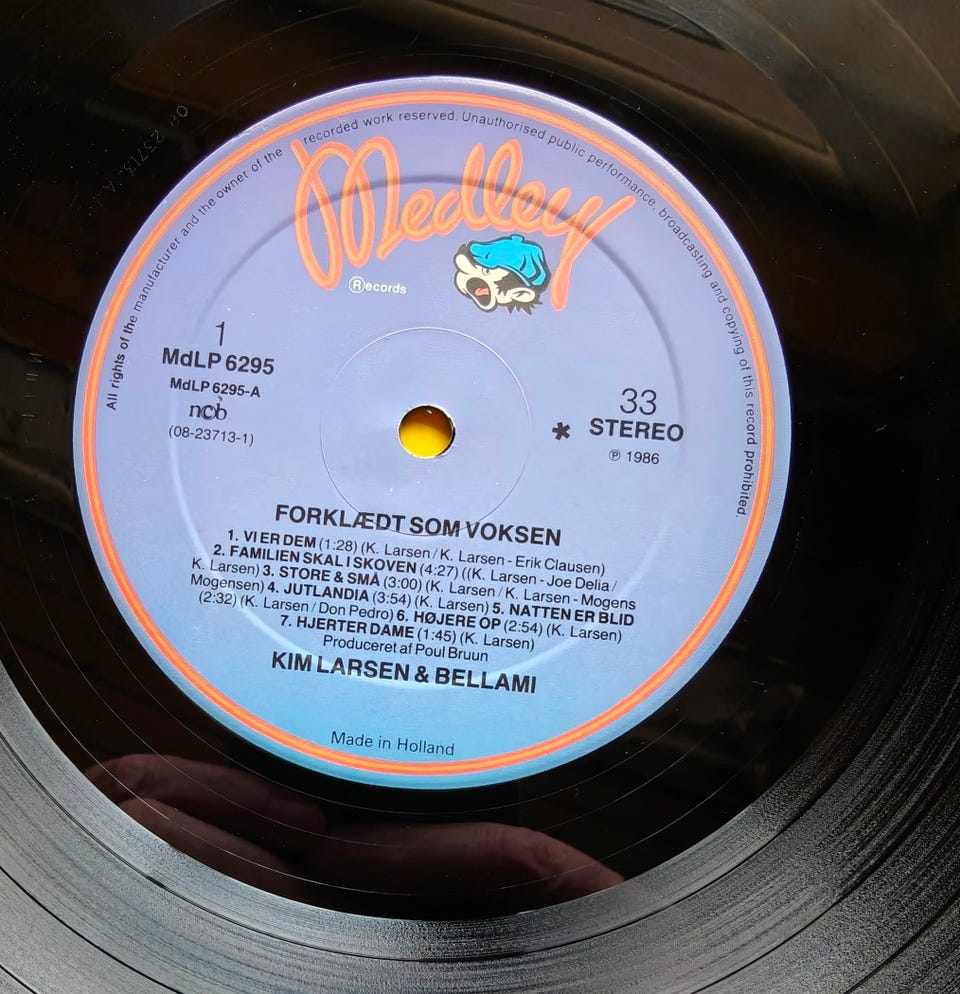 All rights of the manufacturer and the owner of the recorded work reserved. Unauthorised public performance, broadcasting and copying of this record prohibited.
Medley
Ⓡecords
1
MdLP 6295
MdLP 6295-A
ncb
(08-23713-1)
33
* STEREO
℗ 1986
FORKLÆDT SOM VOKSEN
1. VI ER DEM (1:28) (K. Larsen / K. Larsen - Erik Clausen)
2. FAMILIEN SKAL I SKOVEN (4:27) ((K. Larsen - Joe Delia /
K. Larsen) 3. STORE & SMÅ (3:00) (K. Larsen / K. Larsen - Mogens
Mogensen) 4. JUTLANDIA (3:54) (K. Larsen) 5. NATTEN ER BLID
(2:32) (K. Larsen / Don Pedro) 6. HØJERE OP (2:54) (K. Larsen)
7. HJERTER DAME (1:45) (K. Larsen)
Produceret af Poul Bruun
KIM LARSEN & BELLAMI
Made in Holland